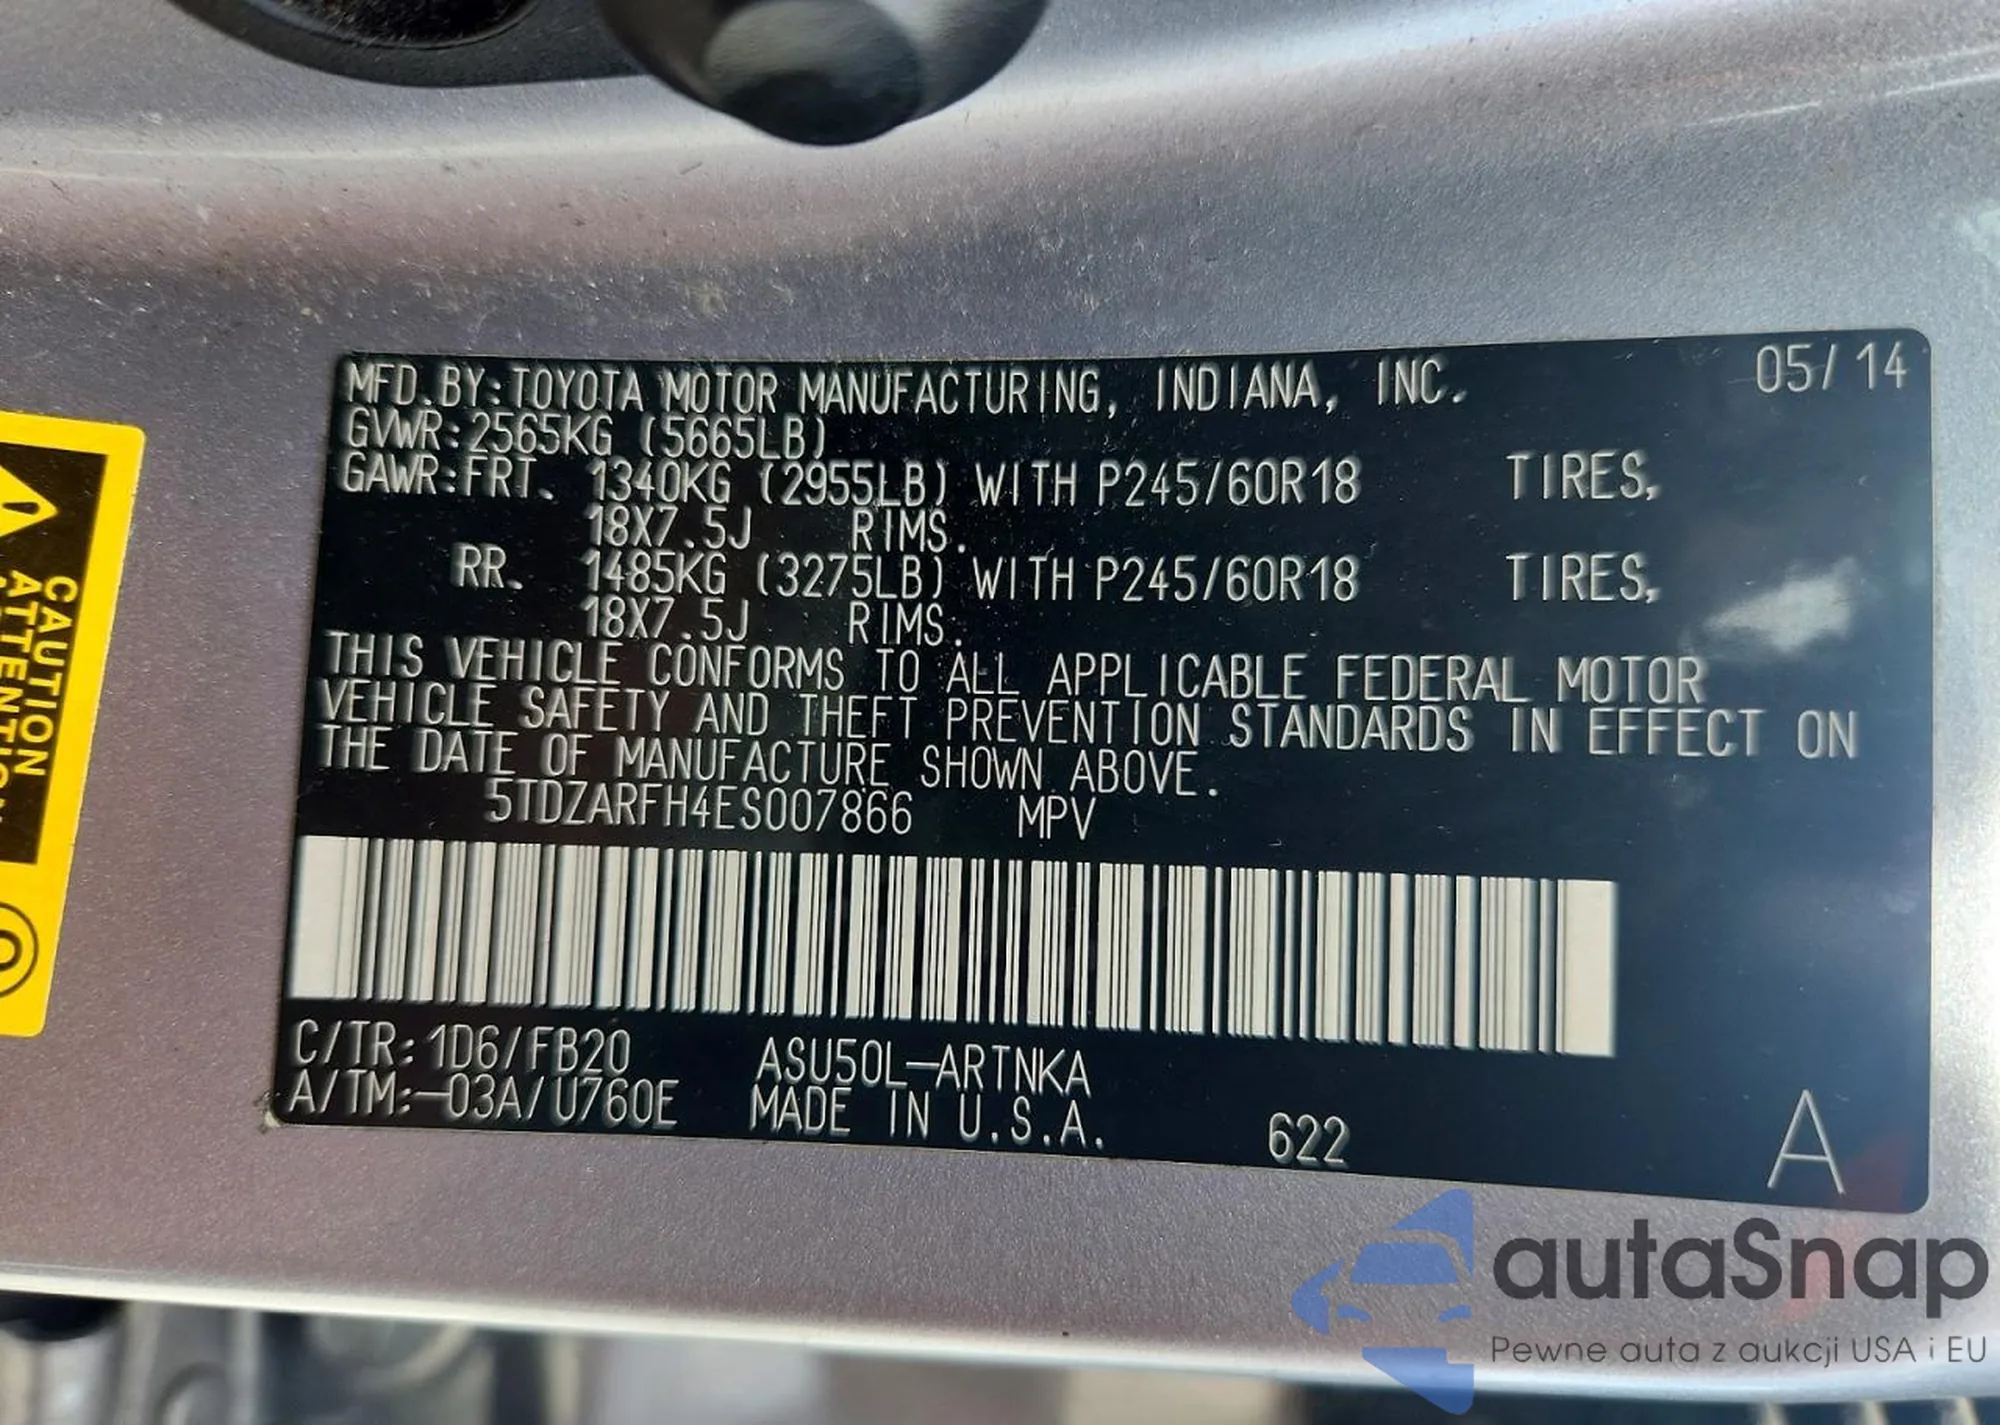 MFD.BY:TOYOTA MOTOR MANUFACTURING, INDIANA, INC. 05/14
GVWR:2565KG (5665LB)
GAWR:FRT. 1340KG (2955LB) WITH P245/60R18 TIRES,
18X7.5J RIMS.
RR. 1485KG (3275LB) WITH P245/60R18 TIRES,
18X7.5J RIMS.
THIS VEHICLE CONFORMS TO ALL APPLICABLE FEDERAL MOTOR
VEHICLE SAFETY AND THEFT PREVENTION STANDARDS IN EFFECT ON
THE DATE OF MANUFACTURE SHOWN ABOVE.
5TDZARFH4ES007866 MPV
C/TR:1D6/FB20 ASU50L-ARTNKA
A/TM:-03A/U760E MADE IN U.S.A. 622 A
CAUTION
ATTENTION
autaSnap
Pewne auta z aukcji USA i EU